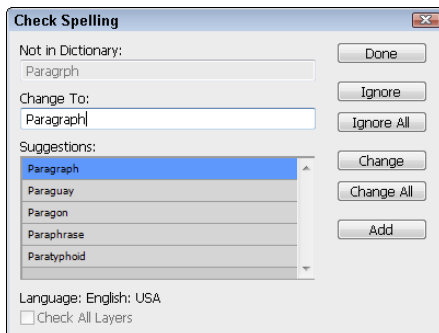 Check Spelling
Not in Dictionary:
Paragrph
Change To:
Paragraph
Suggestions:
Paragraph
Paraguay
Paragon
Paraphrase
Paratyphoid
Language: English: USA
Check All Layers
Done
Ignore
Ignore All
Change
Change All
Add